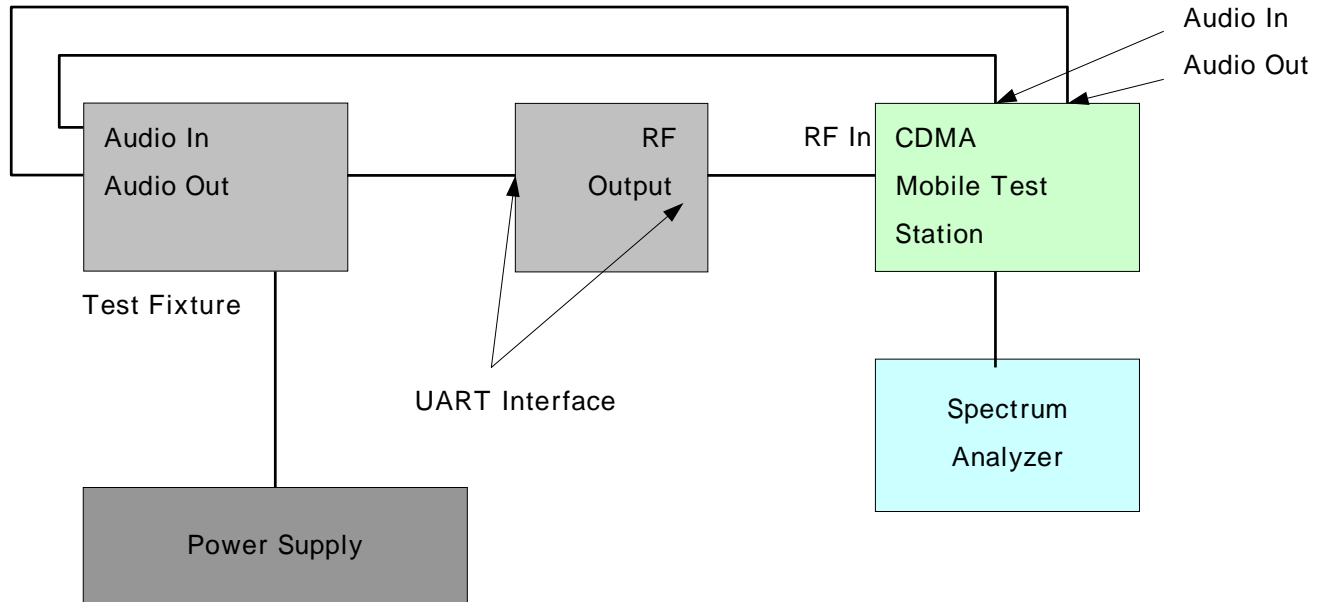 Audio In
Audio Out
Audio In
Audio Out
RF
Output
RF In
CDMA
Mobile Test
Station
Test Fixture
UART Interface
Spectrum
Analyzer
Power Supply